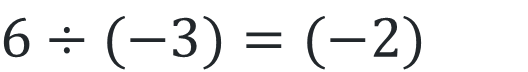 6 ÷ (−3) = (−2)